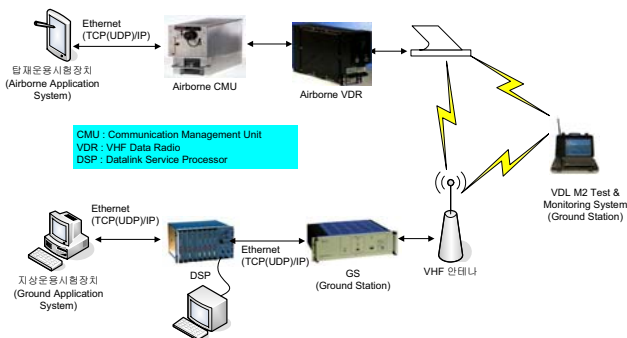 Ethernet
(TCP(UDP)/IP)
탑재운용시험장치
(Airborne Application
System)
Airborne CMU
Airborne VDR
CMU : Communication Management Unit
VDR : VHF Data Radio
DSP : Datalink Service Processor
VDL M2 Test &
Monitoring System
(Ground Station)
Ethernet
(TCP(UDP)/IP)
지상운용시험장치
(Ground Application
System)
DSP
Ethernet
(TCP(UDP)/IP)
GS
(Ground Station)
VHF 안테나